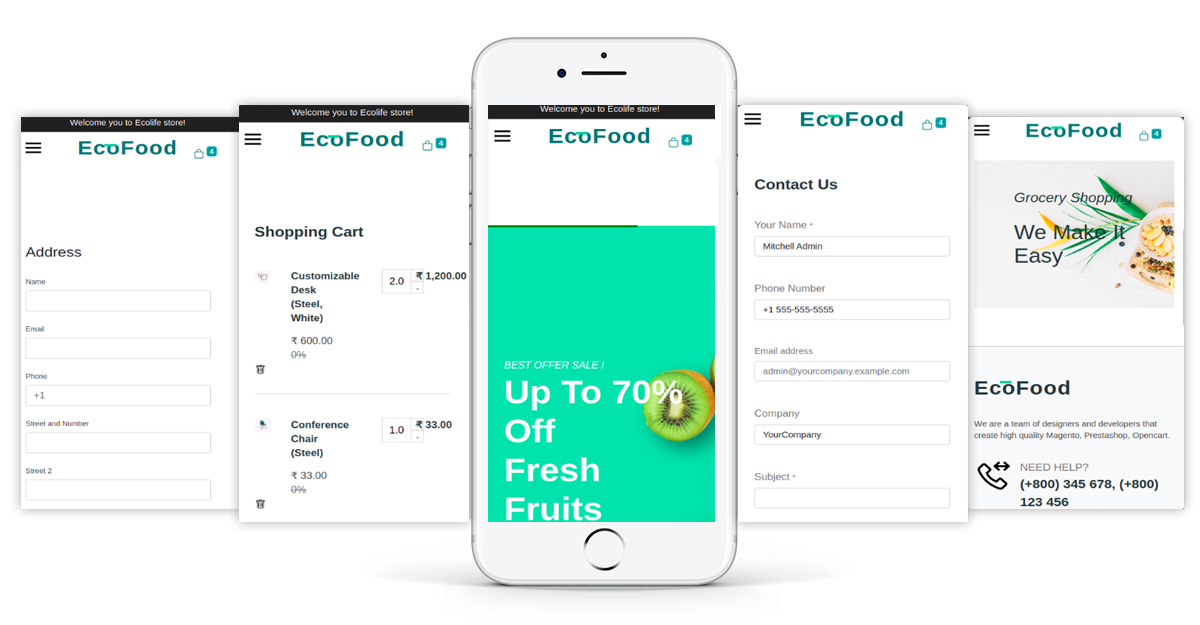 Welcome you to Ecolife store!
EcoFood
4
Address
Name
Email
Phone
+1
Street and Number
Street 2
Welcome you to Ecolife store!
EcoFood
4
Shopping Cart
Customizable
Desk
(Steel,
White)
2.0
₹ 1,200.00
-
₹ 600.00
0%
Conference
Chair
(Steel)
1.0
₹ 33.00
-
₹ 33.00
0%
Welcome you to Ecolife store!
EcoFood
4
BEST OFFER SALE !
Up To 70%
Off
Fresh
Fruits
EcoFood
4
Contact Us
Your Name *
Mitchell Admin
Phone Number
+1 555-555-5555
Email address
admin@yourcompany.example.com
Company
YourCompany
Subject *
EcoFood
4
Grocery Shopping
We Make It
Easy
EcoFood
We are a team of designers and developers that
create high quality Magento, Prestashop, Opencart.
NEED HELP?
(+800) 345 678, (+800)
123 456